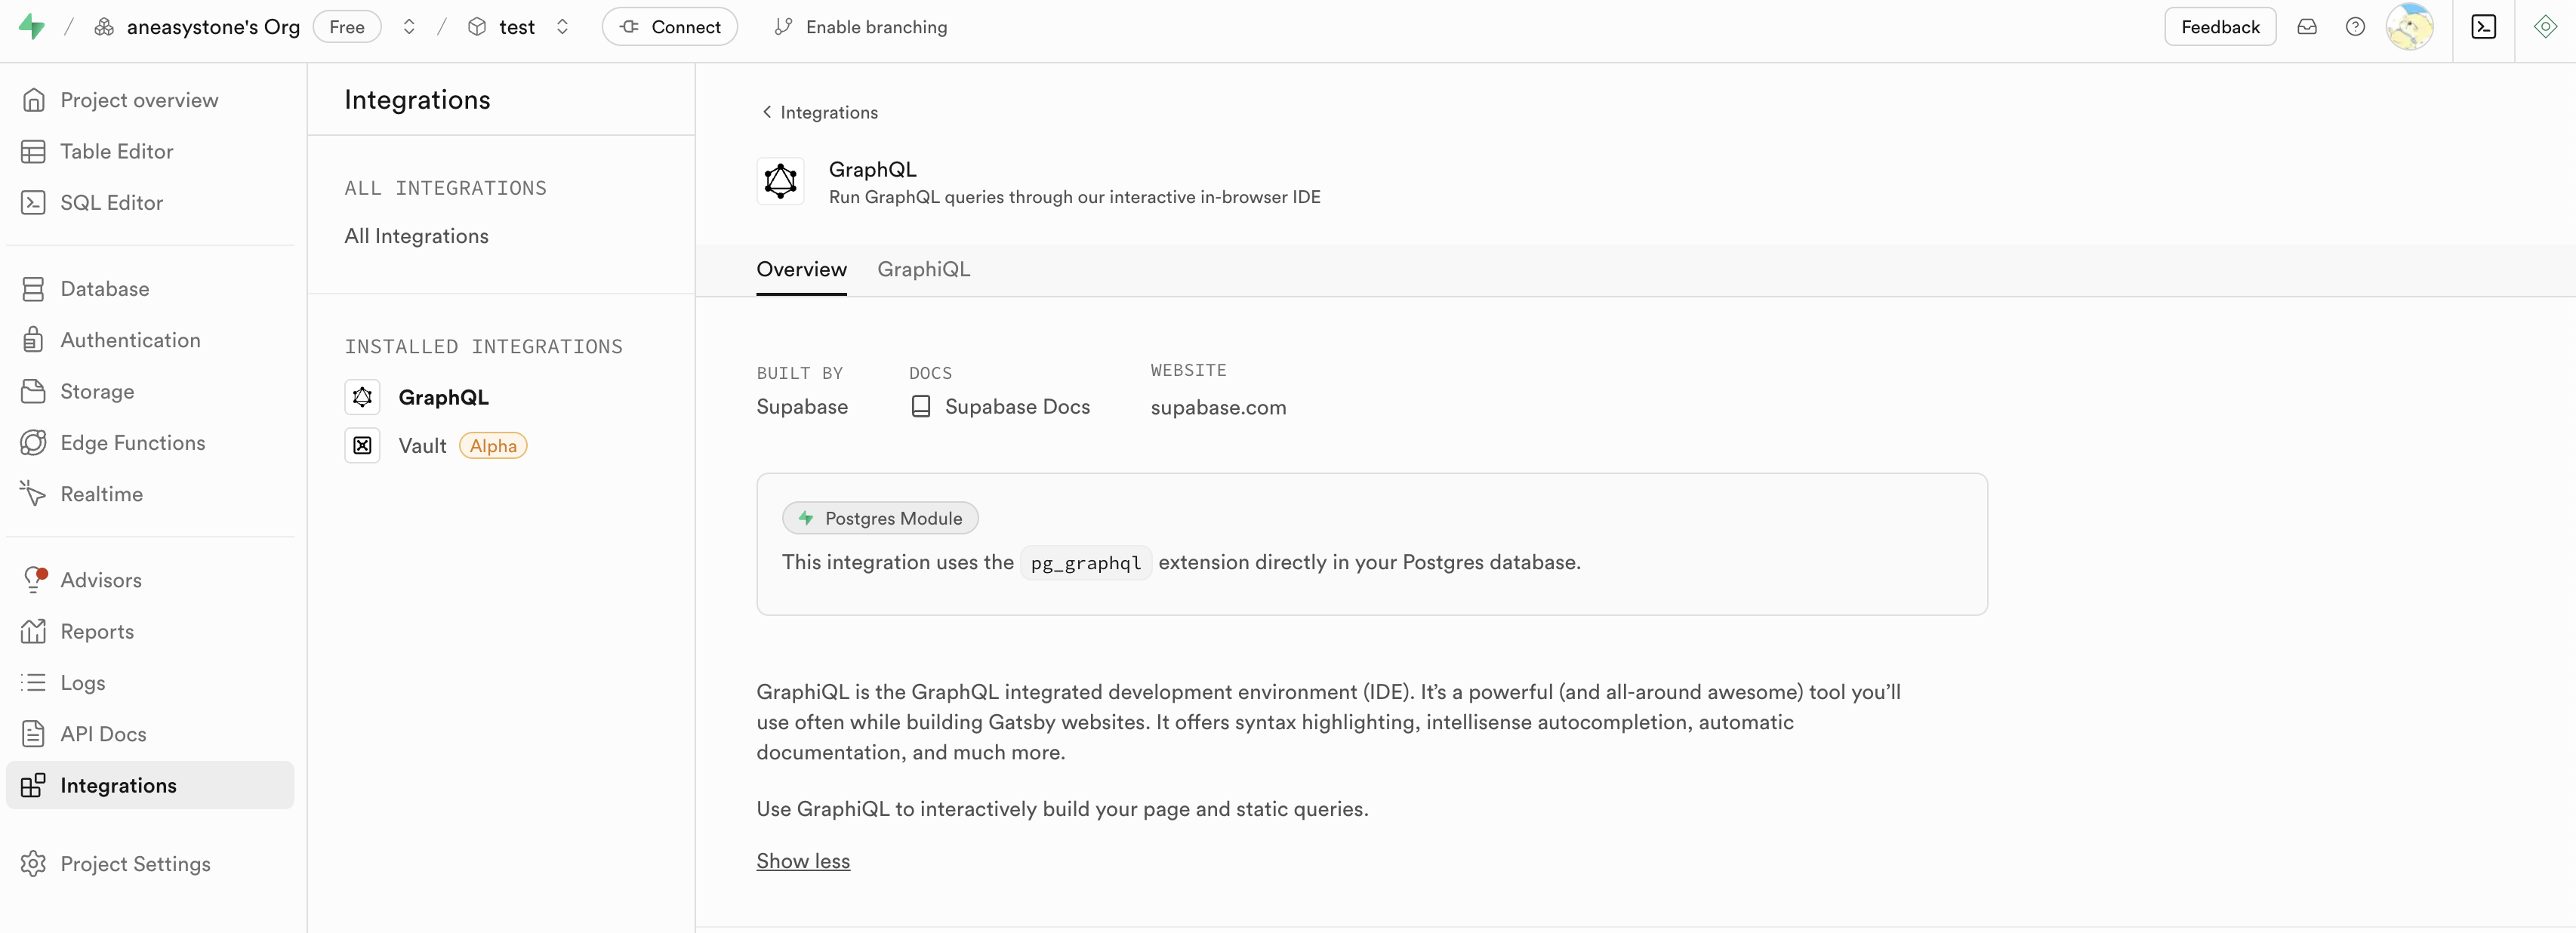 aneasystone's Org Free test Connect Enable branching Feedback
Project overview
Table Editor
SQL Editor
Database
Authentication
Storage
Edge Functions
Realtime
Advisors
Reports
Logs
API Docs
Integrations
Project Settings
Integrations
ALL INTEGRATIONS
All Integrations
INSTALLED INTEGRATIONS
GraphQL
Vault Alpha
Integrations
GraphQL
Run GraphQL queries through our interactive in-browser IDE
Overview GraphiQL
BUILT BY DOCS WEBSITE
Supabase Supabase Docs supabase.com
Postgres Module
This integration uses the pg_graphql extension directly in your Postgres database.
GraphiQL is the GraphQL integrated development environment (IDE). It’s a powerful (and all-around awesome) tool you’ll
use often while building Gatsby websites. It offers syntax highlighting, intellisense autocompletion, automatic
documentation, and much more.
Use GraphiQL to interactively build your page and static queries.
Show less